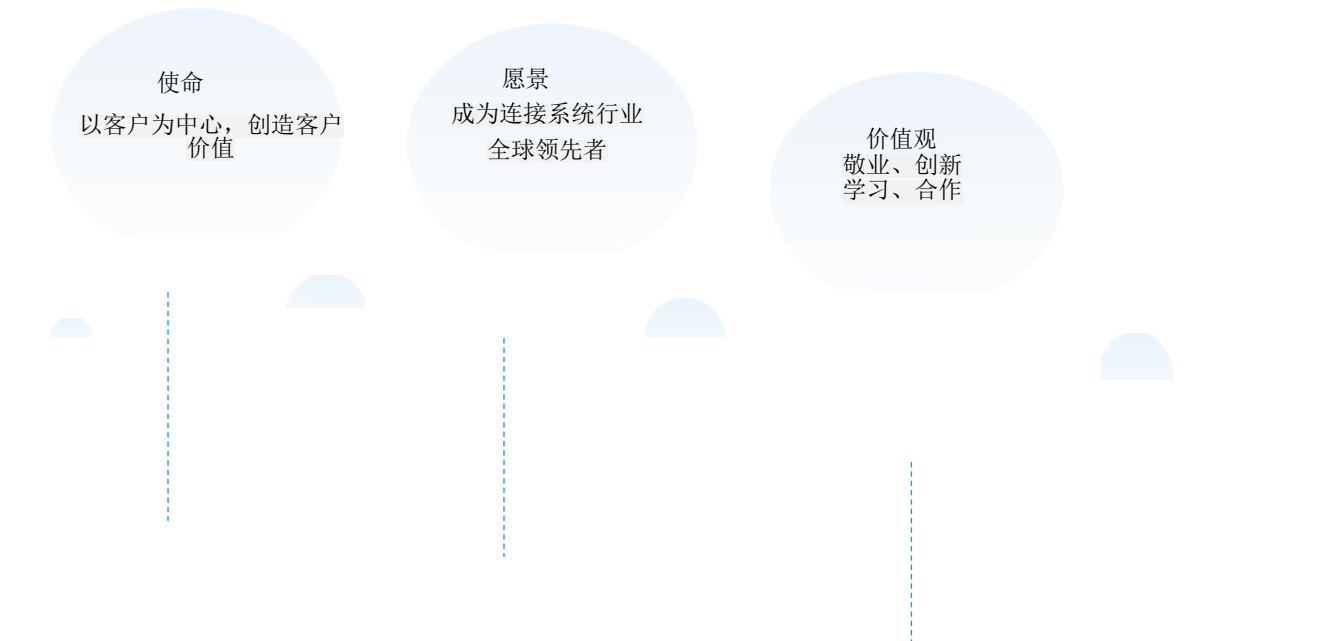 使命
以客户为中心，创造客户
价值
愿景
成为连接系统行业
全球领先者
价值观
敬业、创新
学习、合作